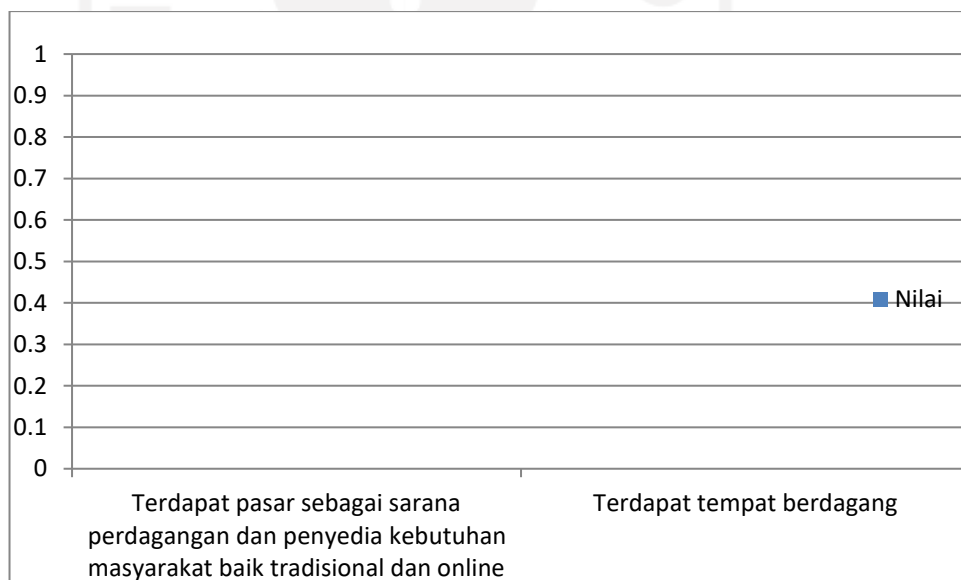 1
0.9
0.8
0.7
0.6
0.5
0.4
0.3
0.2
0.1
0
Nilai
Terdapat pasar sebagai sarana
perdagangan dan penyedia kebutuhan
masyarakat baik tradisional dan online
Terdapat tempat berdagang